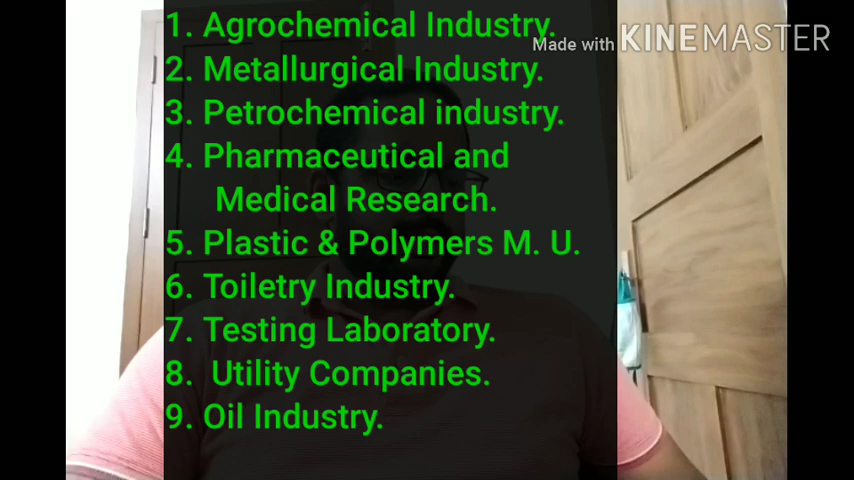 1. Agrochemical Industry.
Made with KINEMASTER
2. Metallurgical Industry.
3. Petrochemical industry.
4. Pharmaceutical and
Medical Research.
5. Plastic & Polymers M. U.
6. Toiletry Industry.
7. Testing Laboratory.
8. Utility Companies.
9. Oil Industry.